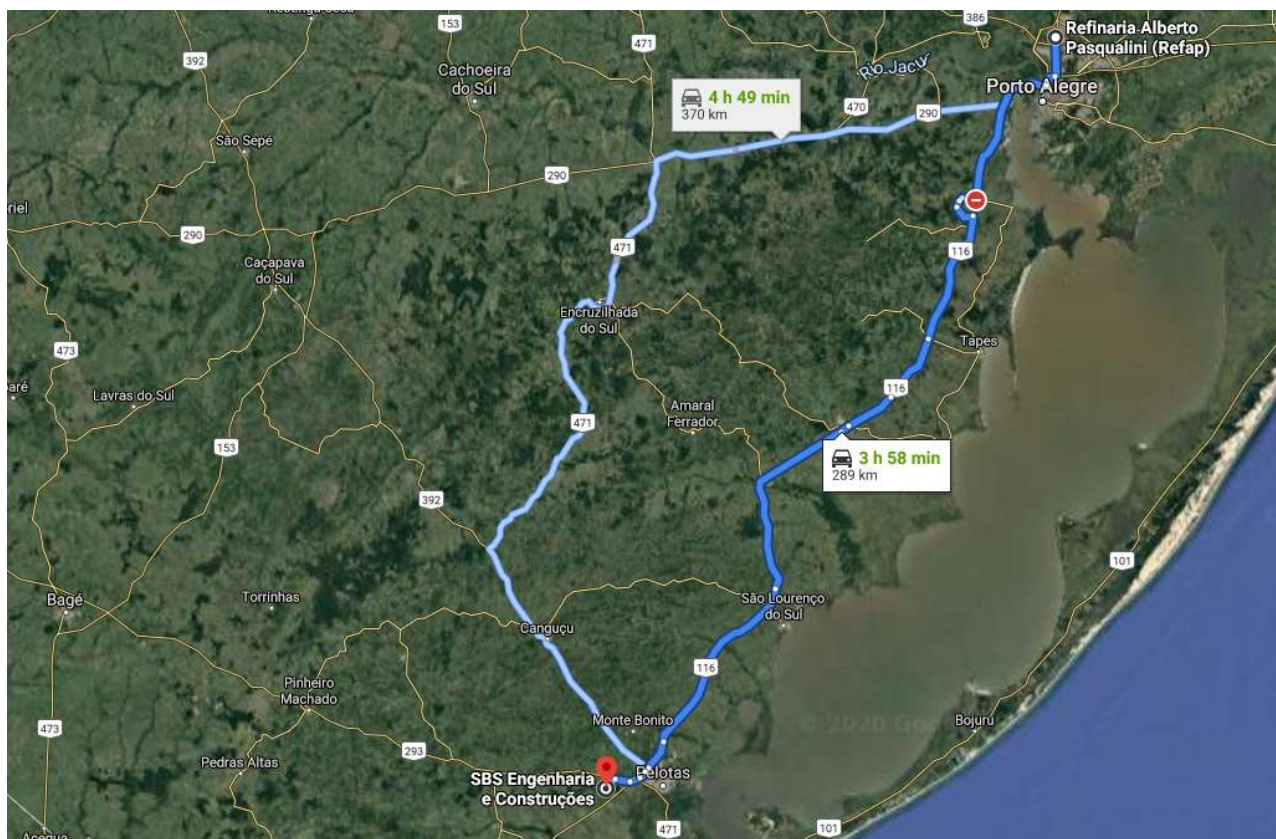 153
386
392
471
Refinaria Alberto
Pasqualini (Refap)
Cachoeira
do Sul
Rio Jacuí
Porto Alegre
4 h 49 min
370 km
470
290
São Sepé
290
471
290
116
Caçapava
do Sul
Encruzilhada
do Sul
Tapes
473
Lavras do Sul
116
Amaral
Ferrador
471
153
3 h 58 min
289 km
392
101
Bagé
Torrinhas
São Lourenço
do Sul
Canguçu
116
Pinheiro
Machado
Monte Bonito
Bojuru
473
293
Pedras Altas
SBS Engenharia
e Construções
Pelotas
471
101